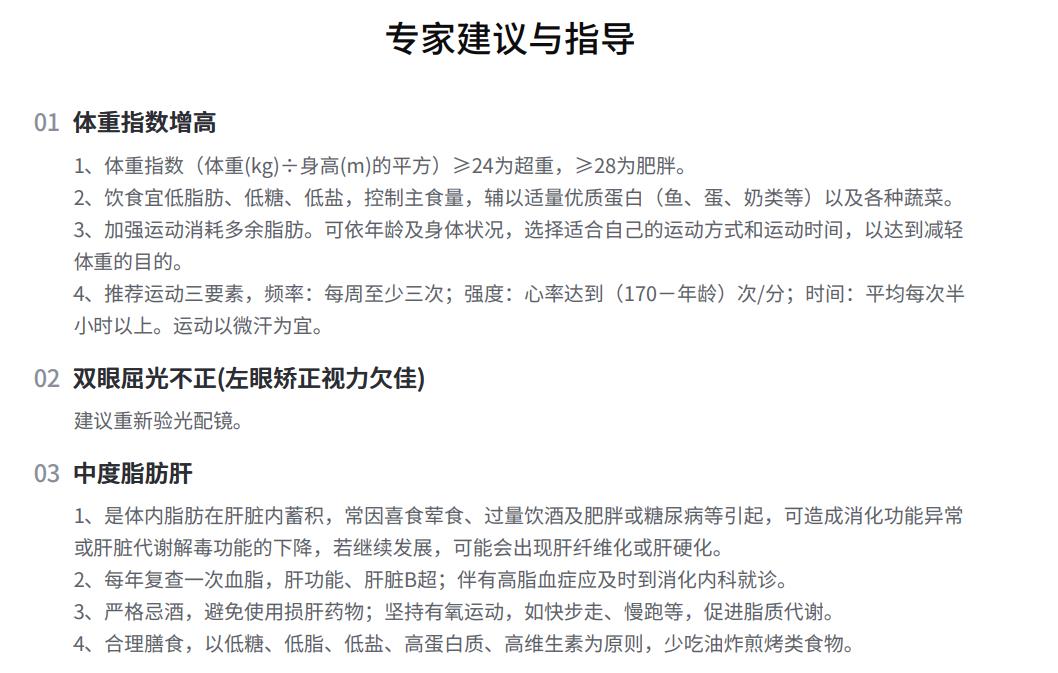 专家建议与指导
01 体重指数增高
1、体重指数（体重(kg)÷身高(m)的平方）≥24为超重，≥28为肥胖。
2、饮食宜低脂肪、低糖、低盐，控制主食量，辅以适量优质蛋白（鱼、蛋、奶类等）以及各种蔬菜。
3、加强运动消耗多余脂肪。可依年龄及身体状况，选择适合自己的运动方式和运动时间，以达到减轻
体重的目的。
4、推荐运动三要素，频率：每周至少三次；强度：心率达到（170－年龄）次/分；时间：平均每次半
小时以上。运动以微汗为宜。
02 双眼屈光不正(左眼矫正视力欠佳)
建议重新验光配镜。
03 中度脂肪肝
1、是体内脂肪在肝脏内蓄积，常因喜食荤食、过量饮酒及肥胖或糖尿病等引起，可造成消化功能异常
或肝脏代谢解毒功能的下降，若继续发展，可能会出现肝纤维化或肝硬化。
2、每年复查一次血脂，肝功能、肝脏B超；伴有高脂血症应及时到消化内科就诊。
3、严格忌酒，避免使用损肝药物；坚持有氧运动，如快步走、慢跑等，促进脂质代谢。
4、合理膳食，以低糖、低脂、低盐、高蛋白质、高维生素为原则，少吃油炸煎烤类食物。